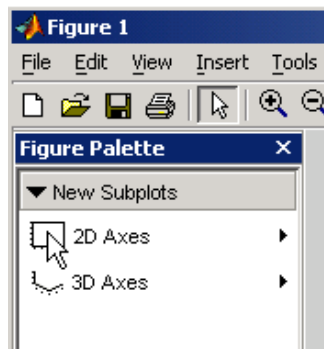 Figure 1
File Edit View Insert Tools
Figure Palette
New Subplots
2D Axes
3D Axes